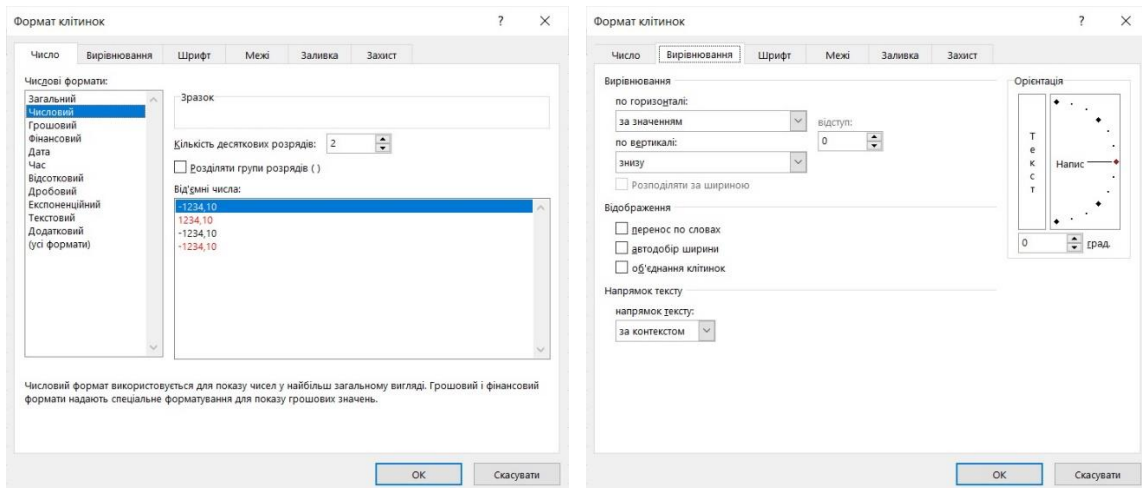 Формат клітинок ? ×
Число Вирівнювання Шрифт Межі Заливка Захист
Числові формати:
Загальний
Числовий
Грошовий
Фінансовий
Дата
Час
Відсотковий
Дробовий
Експоненційний
Текстовий
Додатковий
(усі формати)
Зразок
Кількість десяткових розрядів: 2
Розділяти групи розрядів ( )
Від'ємні числа:
-1234,10
1234,10
-1234,10
-1234,10
Числовий формат використовується для показу чисел у найбільш загальному вигляді. Грошовий і фінансовий
формати надають спеціальне форматування для показу грошових значень.
ОК Скасувати
Формат клітинок ? ×
Число Вирівнювання Шрифт Межі Заливка Захист
Вирівнювання
по горизонталі:
за значенням
відступ:
0
по вертикалі:
знизу
Розподіляти за шириною
Відображення
перенос по словах
автодобір ширини
об'єднання клітинок
Напрямок тексту
напрямок тексту:
за контекстом
Орієнтація
Текст
Напис
0 град.
ОК Скасувати